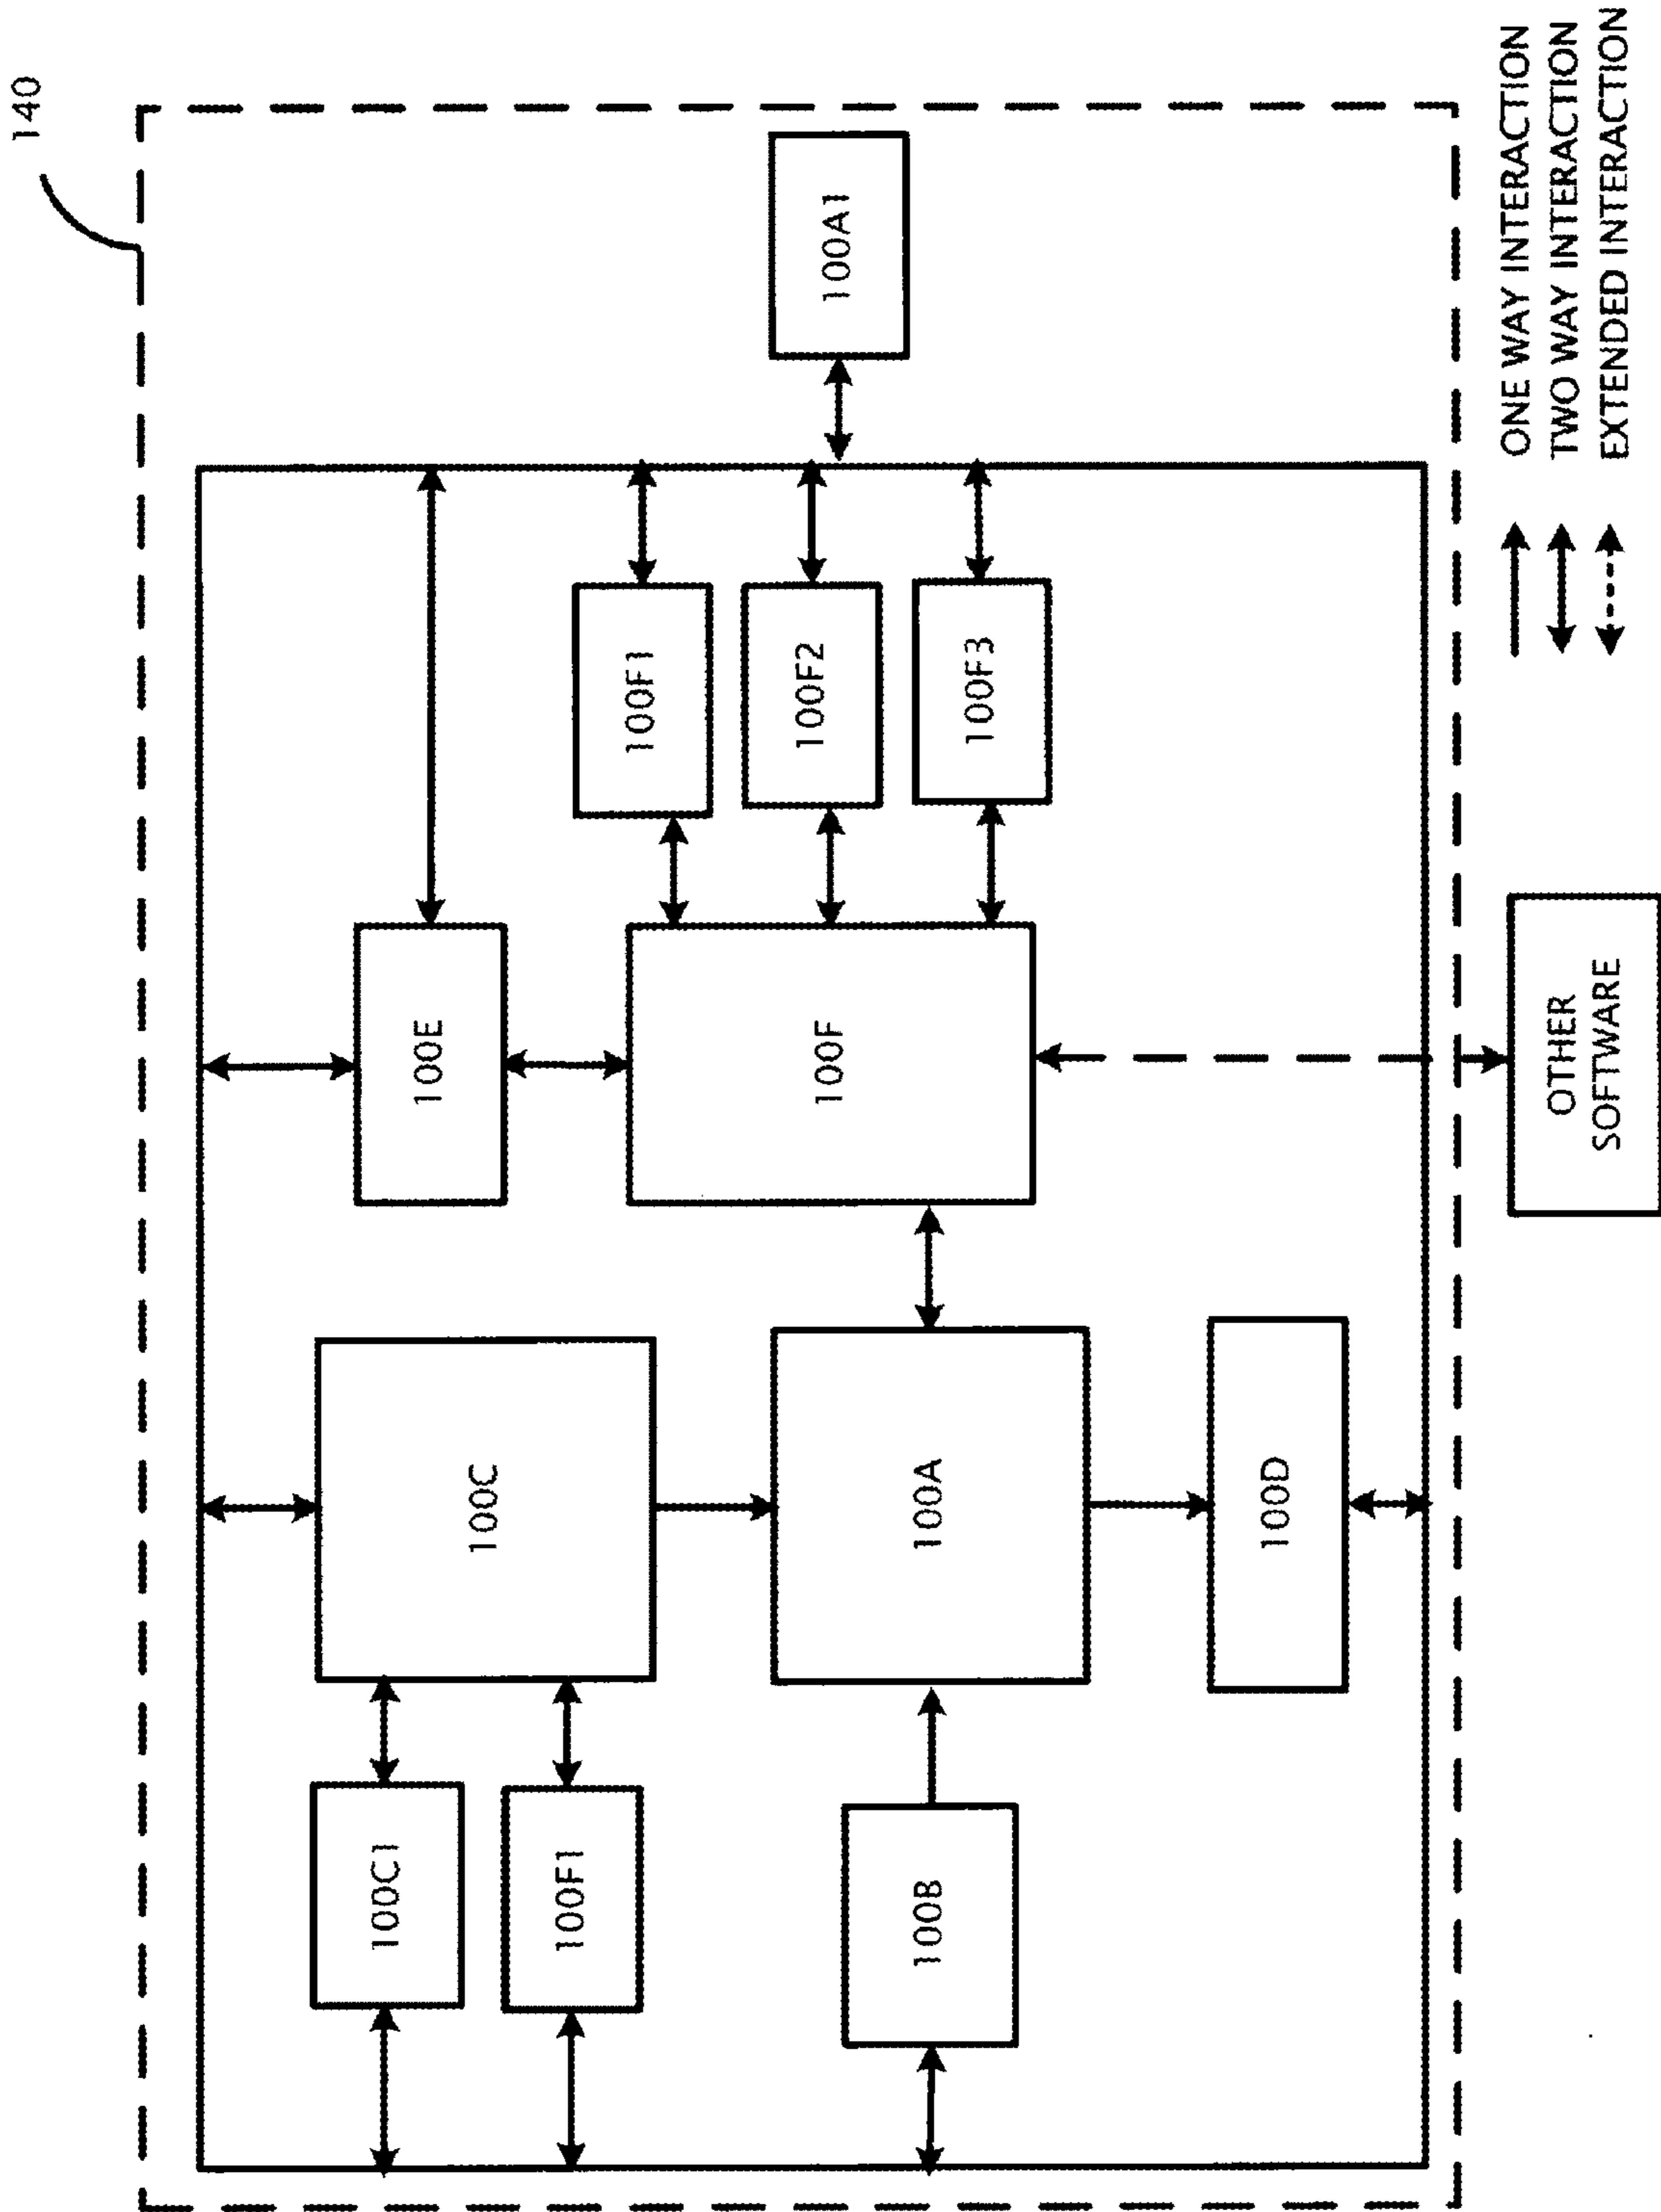 140
100C1
100F1
100B
100C
100A
100D
100E
100F
100F1
100F2
100F3
100A1
OTHER
SOFTWARE
ONE WAY INTERACTION
TWO WAY INTERACTION
EXTENDED INTERACTION